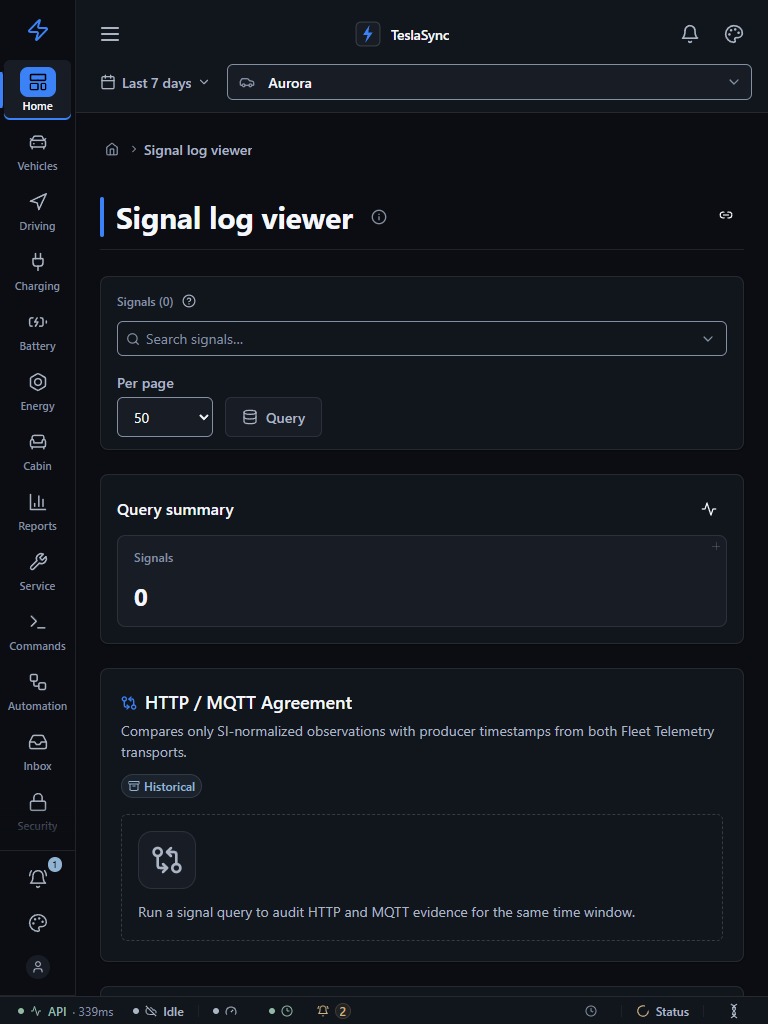 TeslaSync
Last 7 days
Aurora
Home
Vehicles
Driving
Charging
Battery
Energy
Cabin
Reports
Service
Commands
Automation
Inbox
Security
1
Signal log viewer
Signal log viewer
Signals (0)
Search signals...
Per page
50
Query
Query summary
Signals
0
HTTP / MQTT Agreement
Compares only SI-normalized observations with producer timestamps from both Fleet Telemetry
transports.
Historical
Run a signal query to audit HTTP and MQTT evidence for the same time window.
API · 339ms
Idle
2
Status